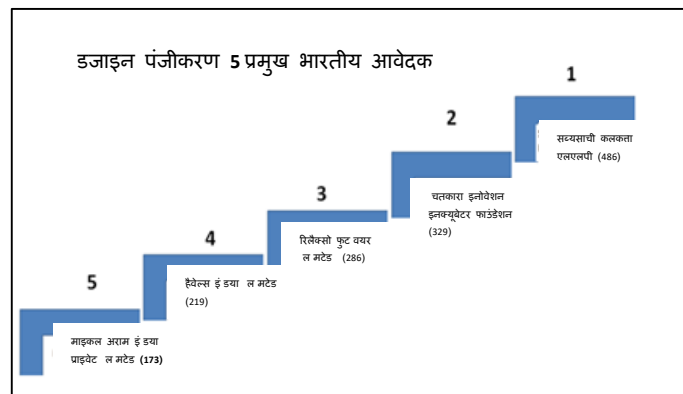 डजाइन पंजीकरण 5 प्रमुख भारतीय आवेदक
1
सब्यसाची कलकत्ता
एलएलपी (486)
2
चतकारा इनोवेशन
इनक्यूबेटर फाउंडेशन
(329)
3
रिलैक्सो फुट वयर
ल मटेड (286)
4
हैवेल्स इं डया ल मटेड
(219)
5
माइकल अराम इं डया
प्राइवेट ल मटेड (173)